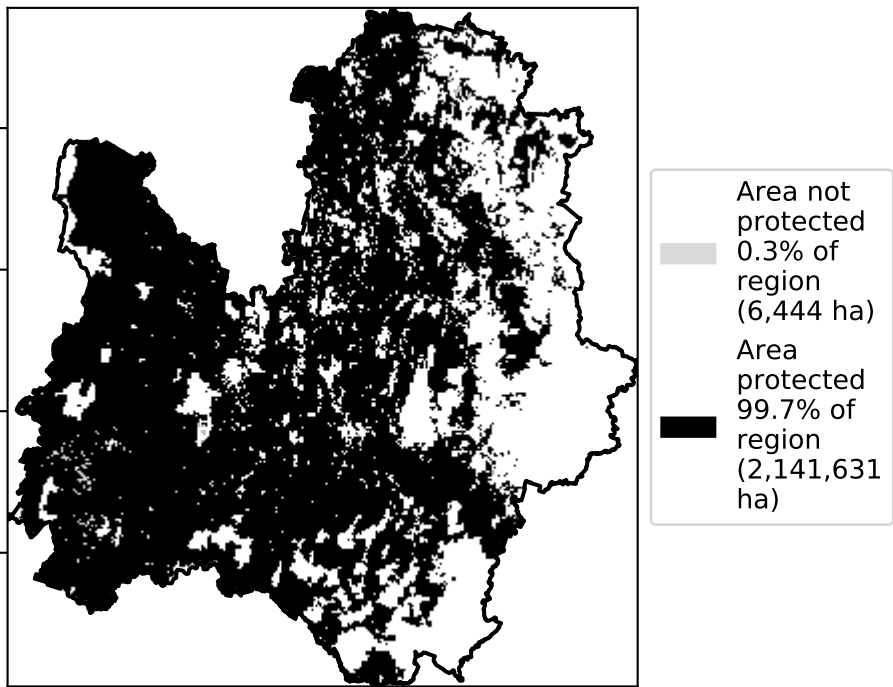 Area not
protected
0.3% of
region
(6,444 ha)
Area
protected
99.7% of
region
(2,141,631
ha)